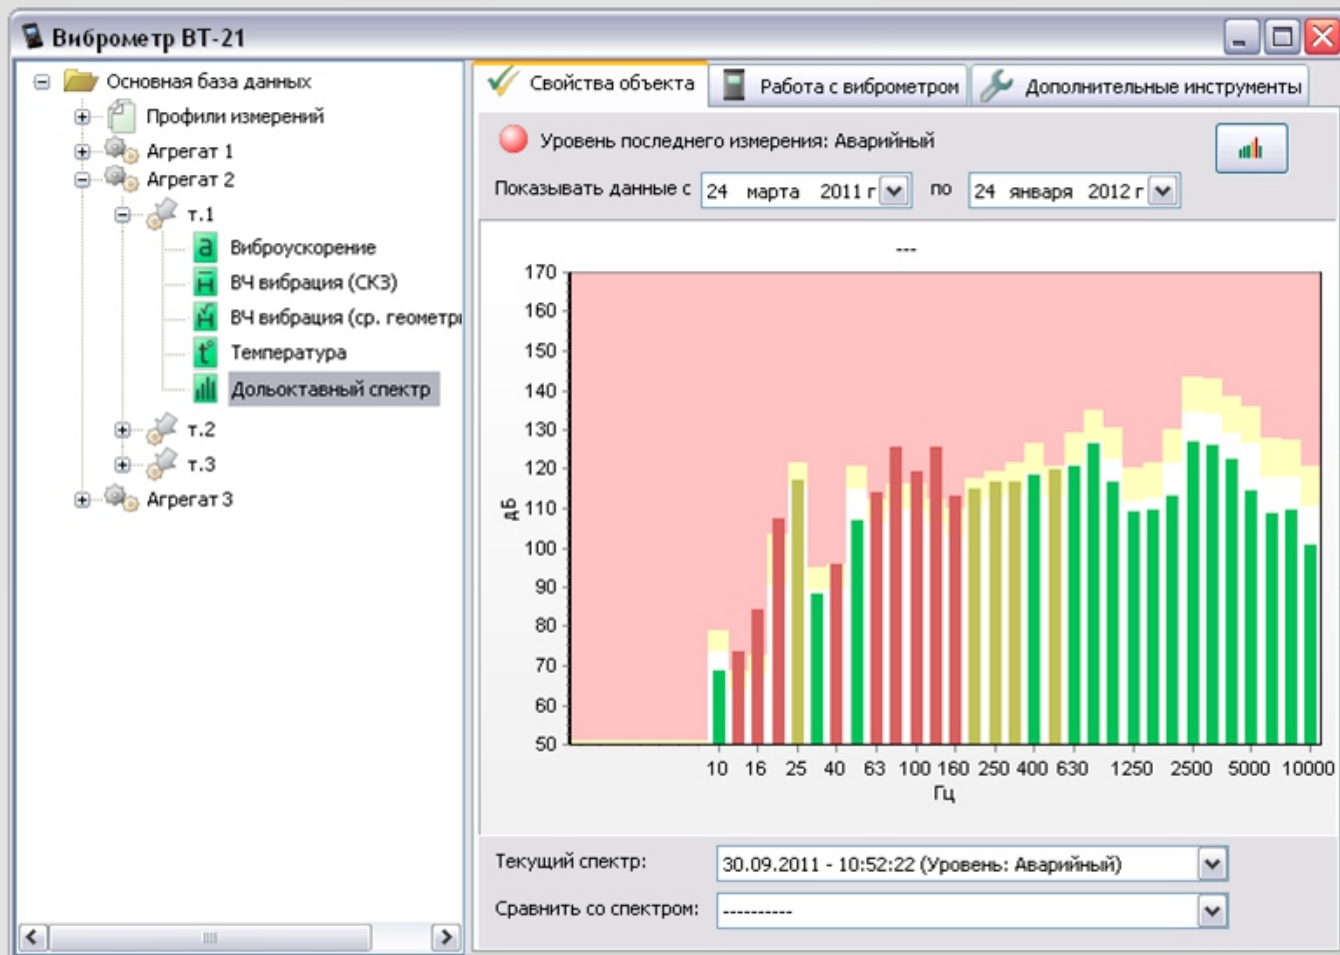 Виброметр ВТ-21
Основная база данных
Профили измерений
Агрегат 1
Агрегат 2
т.1
Виброускорение
ВЧ вибрация (СКЗ)
ВЧ вибрация (ср. геометри
Температура
Дольоктавный спектр
т.2
т.3
Агрегат 3
Свойства объекта Работа с виброметром Дополнительные инструменты
Уровень последнего измерения: Аварийный
Показывать данные с 24 марта 2011 г по 24 января 2012 г
---
170
160
150
140
130
120
110
100
90
80
70
60
50
дБ
10 16 25 40 63 100 160 250 400 630 1250 2500 5000 10000
Гц
Текущий спектр: 30.09.2011 - 10:52:22 (Уровень: Аварийный)
Сравнить со спектром: ----------